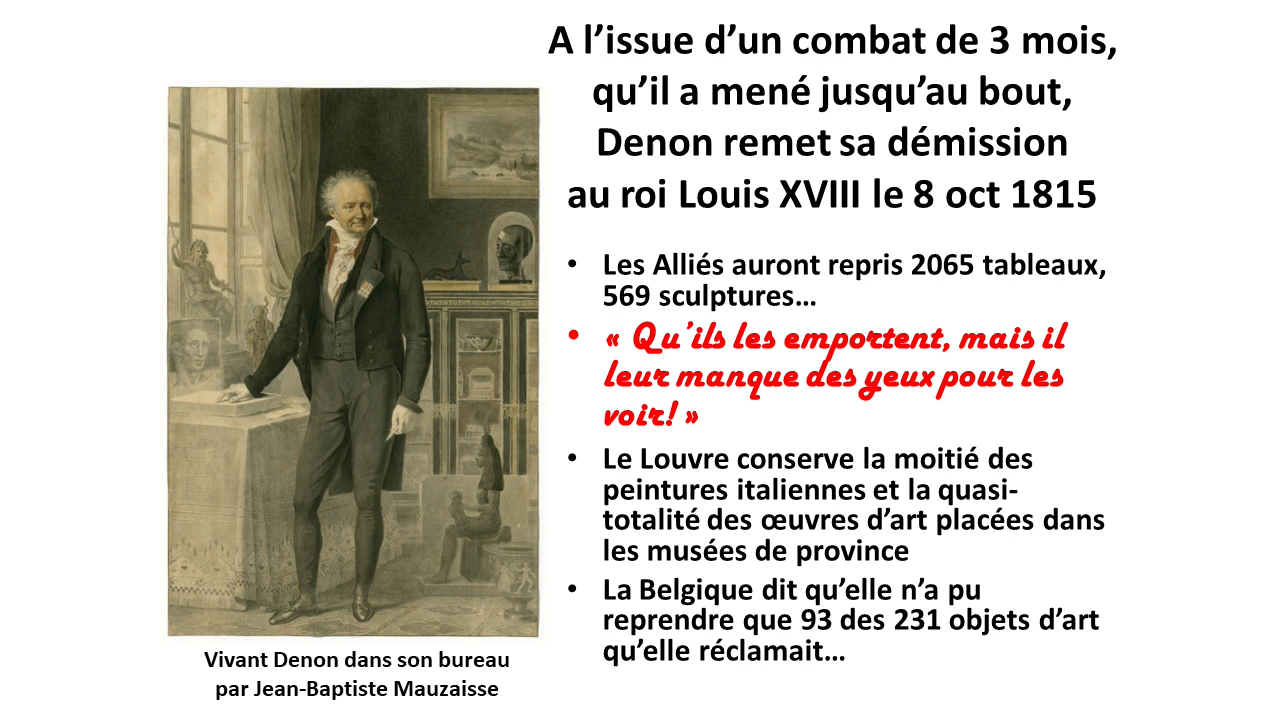 A l’issue d’un combat de 3 mois,
qu’il a mené jusqu’au bout,
Denon remet sa démission
au roi Louis XVIII le 8 oct 1815
• Les Alliés auront repris 2065 tableaux,
569 sculptures…
• « Qu’ils les emportent, mais il
leur manque des yeux pour les
voir! »
• Le Louvre conserve la moitié des
peintures italiennes et la quasi-
totalité des œuvres d’art placées dans
les musées de province
• La Belgique dit qu’elle n’a pu
reprendre que 93 des 231 objets d’art
qu’elle réclamait…
Vivant Denon dans son bureau
par Jean-Baptiste Mauzaisse